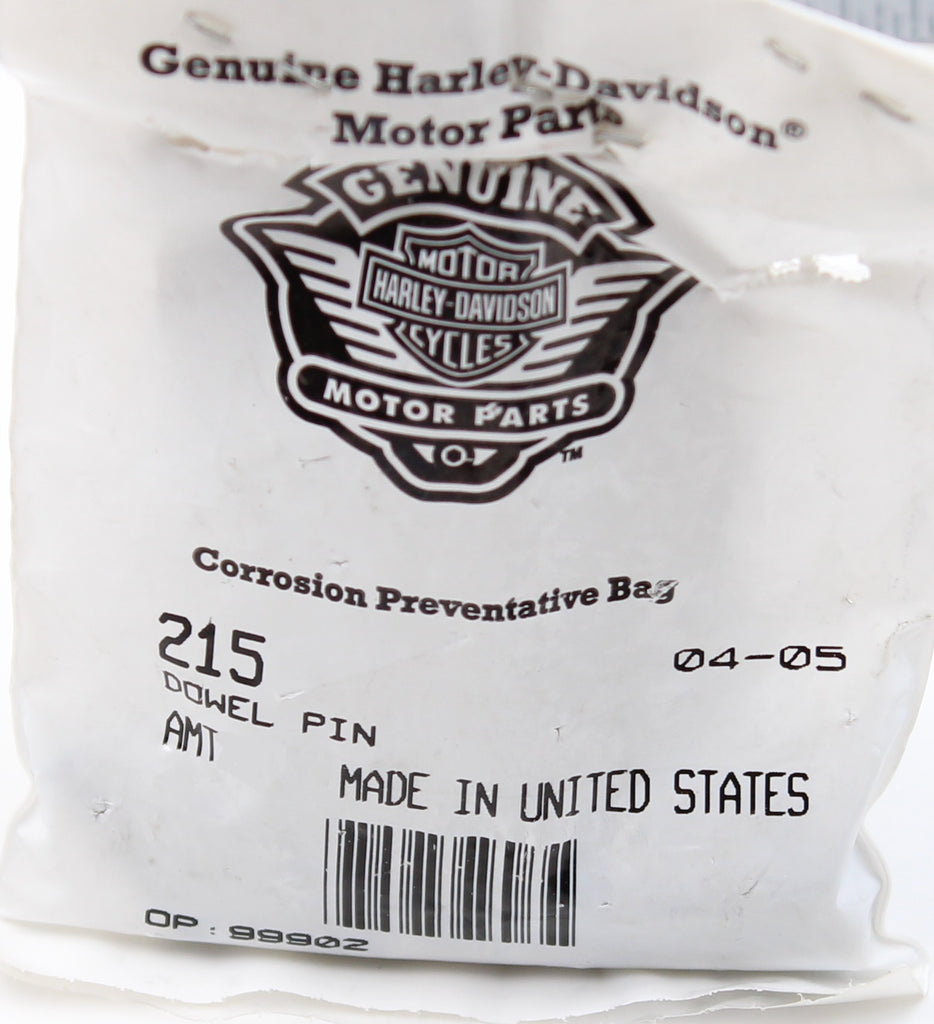 Genuine Harley-Davidson®
Motor Parts
GENUINE
MOTOR
HARLEY-DAVIDSON
CYCLES
MOTOR PARTS
TM
Corrosion Preventative Bag
215
04-05
DOWEL PIN
AMT
MADE IN UNITED STATES
OP: 99902